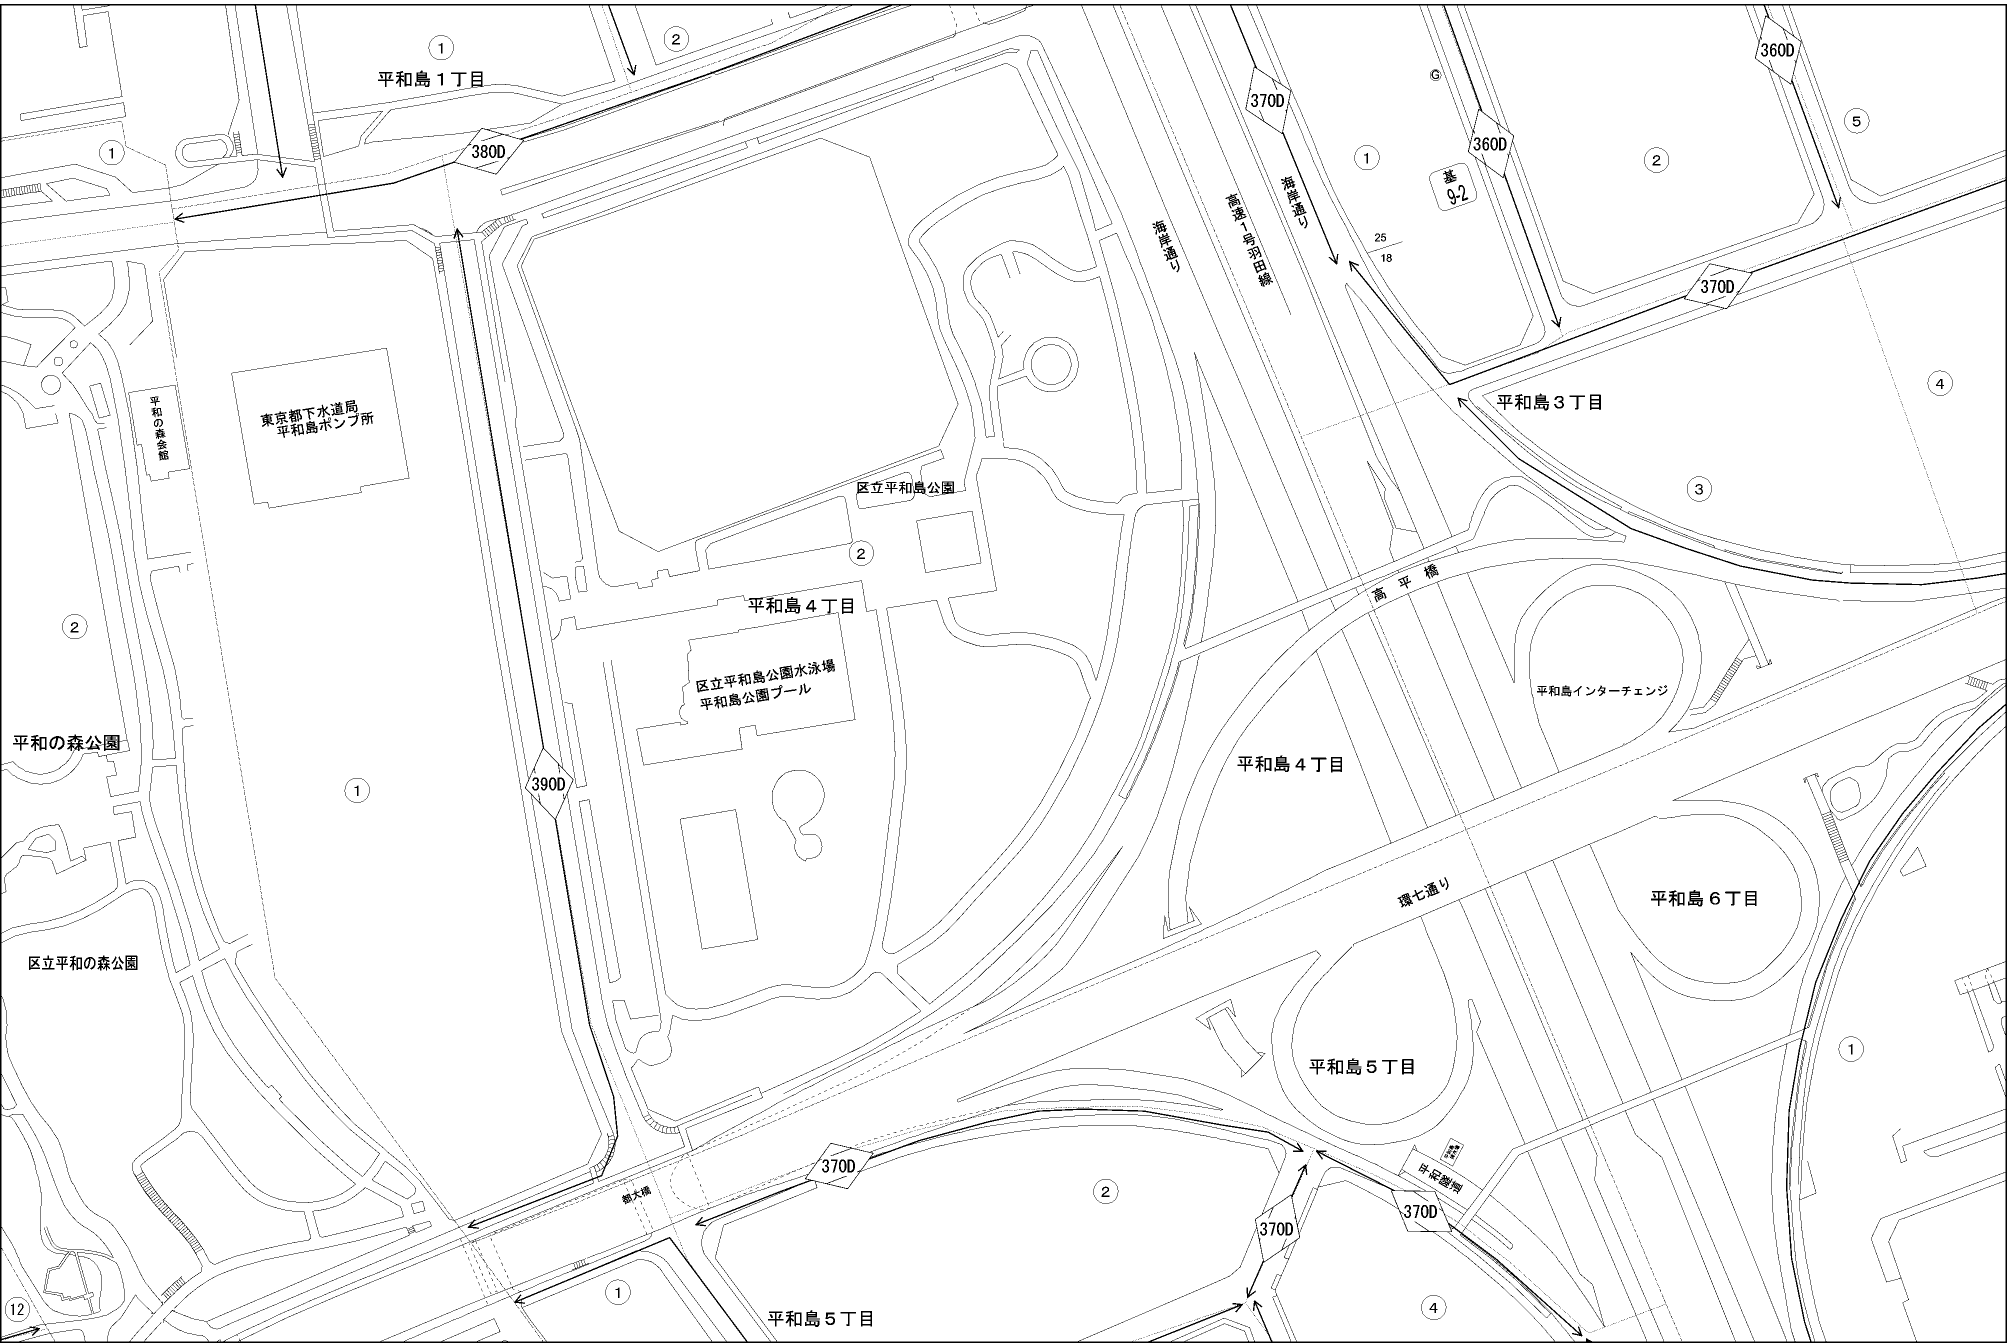 ①
平和島１丁目
②
360D
370D
G
⑤
①
380D
360D
①
②
基
9-2
海岸通り
高速１号羽田線
海岸通り
25
18
370D
④
平和の森会館
東京都下水道局
平和島ポンプ所
平和島３丁目
区立平和島公園
③
②
高平橋
②
平和島４丁目
区立平和島公園水泳場
平和島公園プール
平和島インターチェンジ
平和の森公園
390D
①
平和島４丁目
環七通り
平和島６丁目
区立平和の森公園
平和島５丁目
①
370D
平和隧道
都大橋
②
370D
370D
①
④
⑫
平和島５丁目